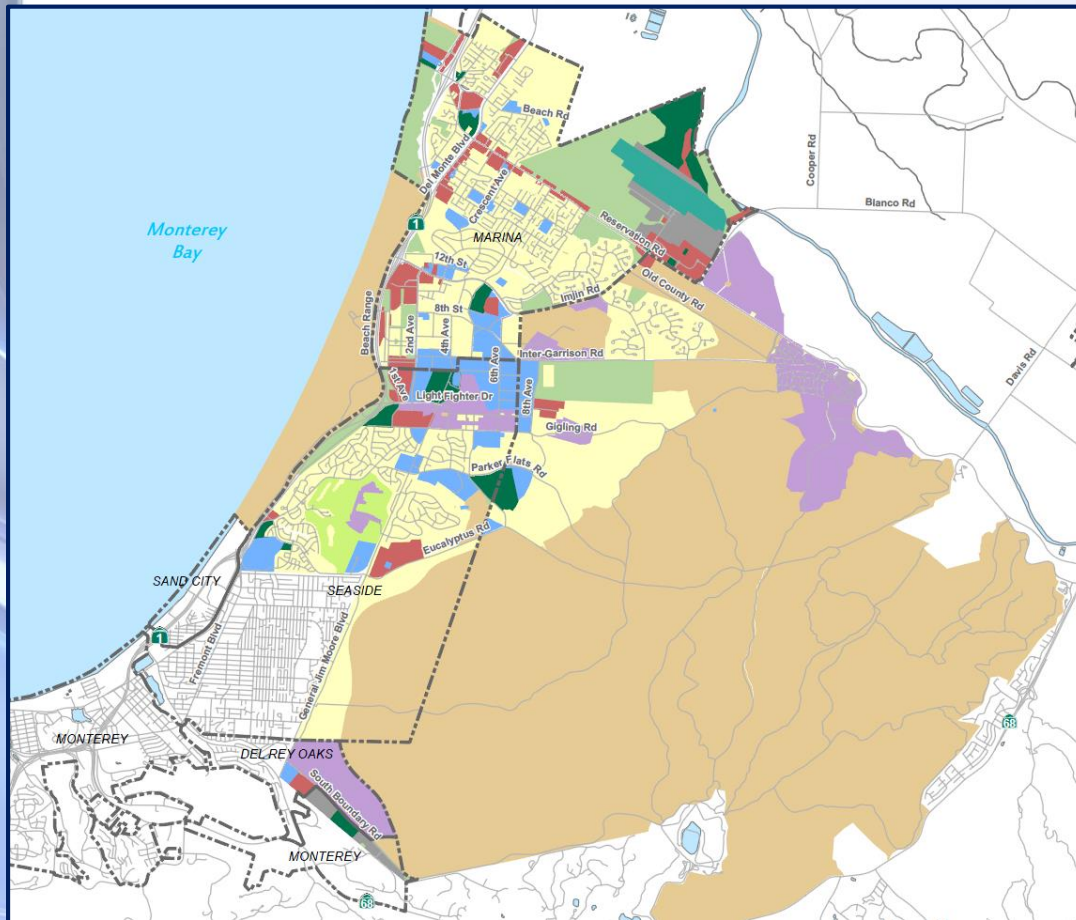 Beach Rd
Cooper Rd
Del Monte Blvd
Crescent Ave
Blanco Rd
1
Monterey
Bay
MARINA
Reservation Rd
12th St
Old County Rd
Imjin Rd
8th St
Beach Range
2nd Ave
4th Ave
6th Ave
Inter-Garrison Rd
Davis Rd
1st Ave
Light Fighter Dr
8th Ave
Gigling Rd
Parker Flats Rd
Eucalyptus Rd
SAND CITY
SEASIDE
1
Fremont Blvd
General Jim Moore Blvd
68
MONTEREY
DEL REY OAKS
South Boundary Rd
MONTEREY
68